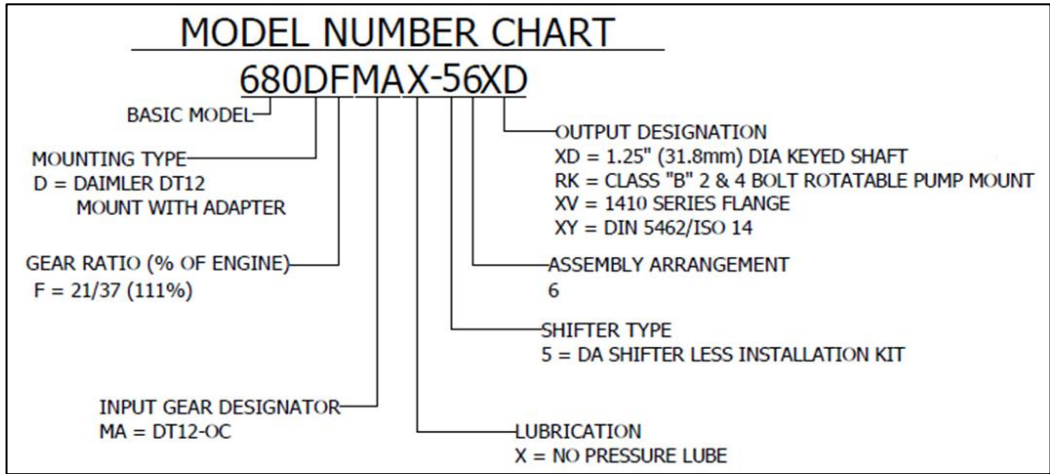 MODEL NUMBER CHART
680DFMAX-56XD
BASIC MODEL
MOUNTING TYPE
D = DAIMLER DT12
MOUNT WITH ADAPTER
GEAR RATIO (% OF ENGINE)
F = 21/37 (111%)
INPUT GEAR DESIGNATOR
MA = DT12-OC
OUTPUT DESIGNATION
XD = 1.25" (31.8mm) DIA KEYED SHAFT
RK = CLASS "B" 2 & 4 BOLT ROTATABLE PUMP MOUNT
XV = 1410 SERIES FLANGE
XY = DIN 5462/ISO 14
ASSEMBLY ARRANGEMENT
6
SHIFTER TYPE
5 = DA SHIFTER LESS INSTALLATION KIT
LUBRICATION
X = NO PRESSURE LUBE